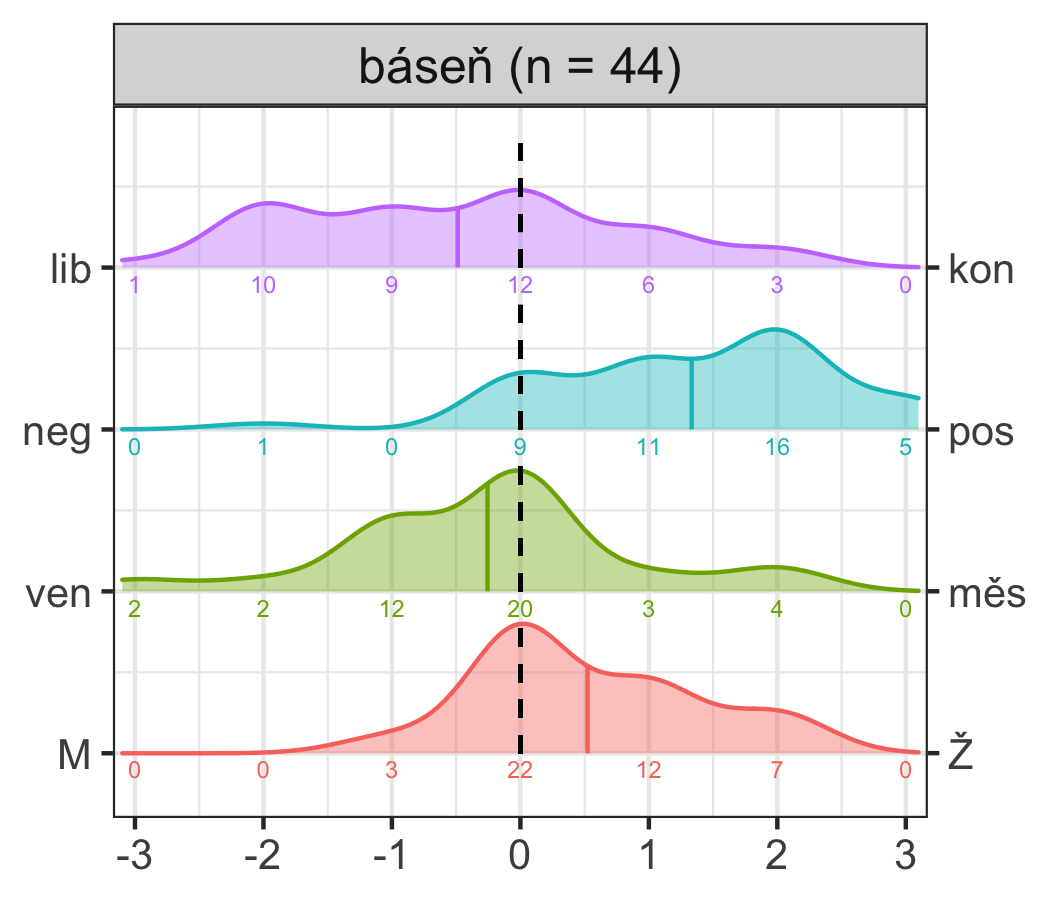 báseň (n = 44)
lib kon
1 10 9 12 6 3 0
neg pos
0 1 0 9 11 16 5
ven měs
2 2 12 20 3 4 0
M Ž
0 0 3 22 12 7 0
-3 -2 -1 0 1 2 3